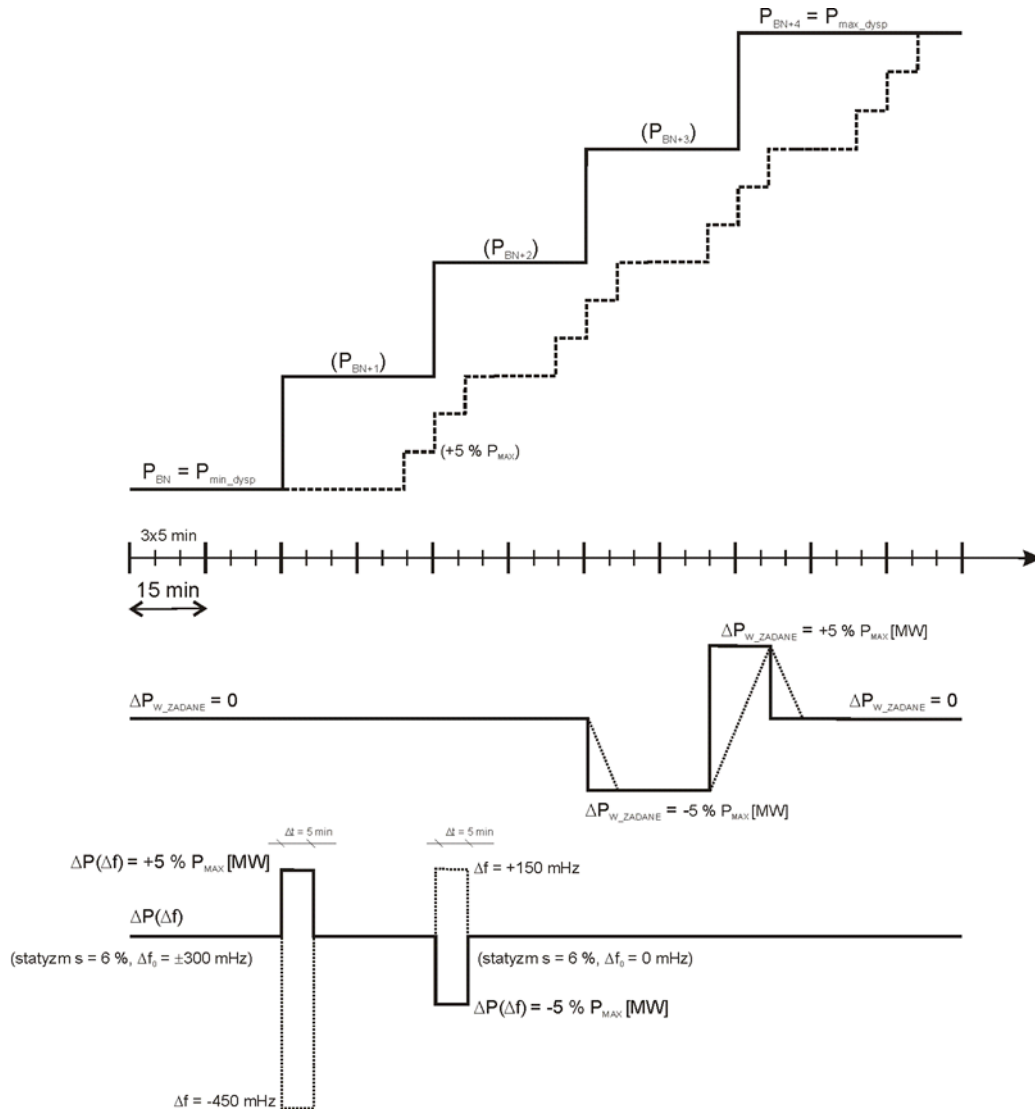 P_BN+4 = P_max_dysp
(P_BN+3)
(P_BN+2)
(P_BN+1)
(+5 % P_MAX)
P_BN = P_min_dysp
3x5 min
15 min
ΔP_W_ZADANE = +5 % P_MAX [MW]
ΔP_W_ZADANE = 0
ΔP_W_ZADANE = 0
ΔP_W_ZADANE = -5 % P_MAX [MW]
Δt = 5 min
Δt = 5 min
ΔP(Δf) = +5 % P_MAX [MW]
Δf = +150 mHz
ΔP(Δf)
(statyzm s = 6 %, Δf₀ = ±300 mHz)
(statyzm s = 6 %, Δf₀ = 0 mHz)
ΔP(Δf) = -5 % P_MAX [MW]
Δf = -450 mHz